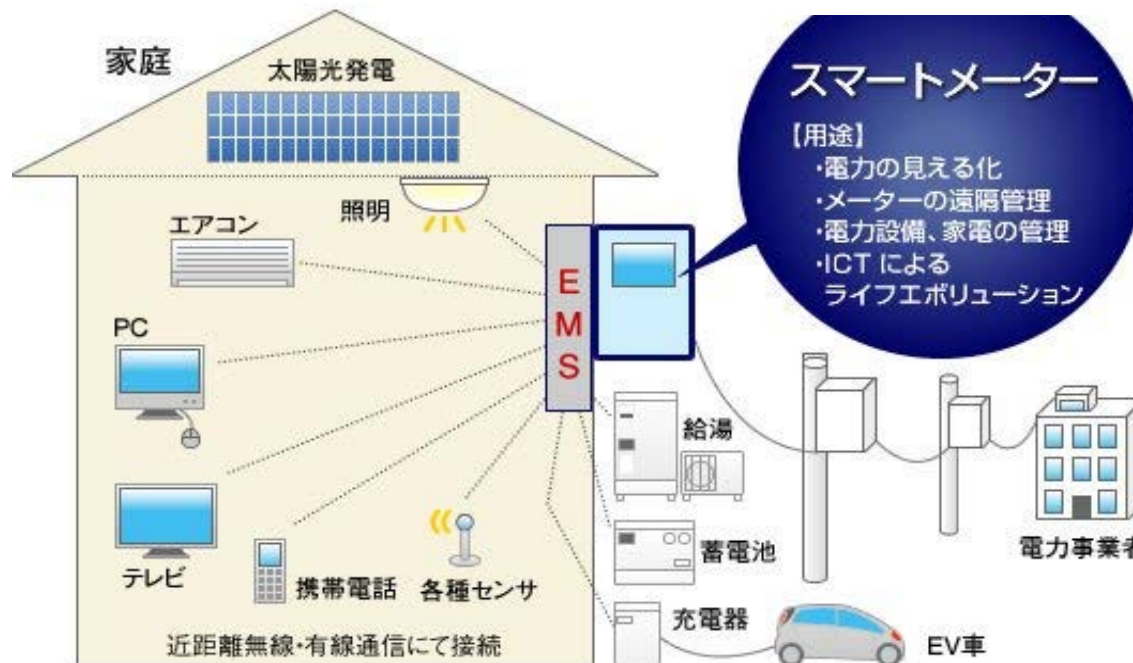 家庭
太陽光発電
スマートメーター
【用途】
・電力の見える化
・メーターの遠隔管理
・電力設備、家電の管理
・ICT による
ライフエボリューション
照明
エアコン
EMS
PC
給湯
テレビ
携帯電話
各種センサ
蓄電池
電力事業者
充電器
EV車
近距離無線・有線通信にて接続